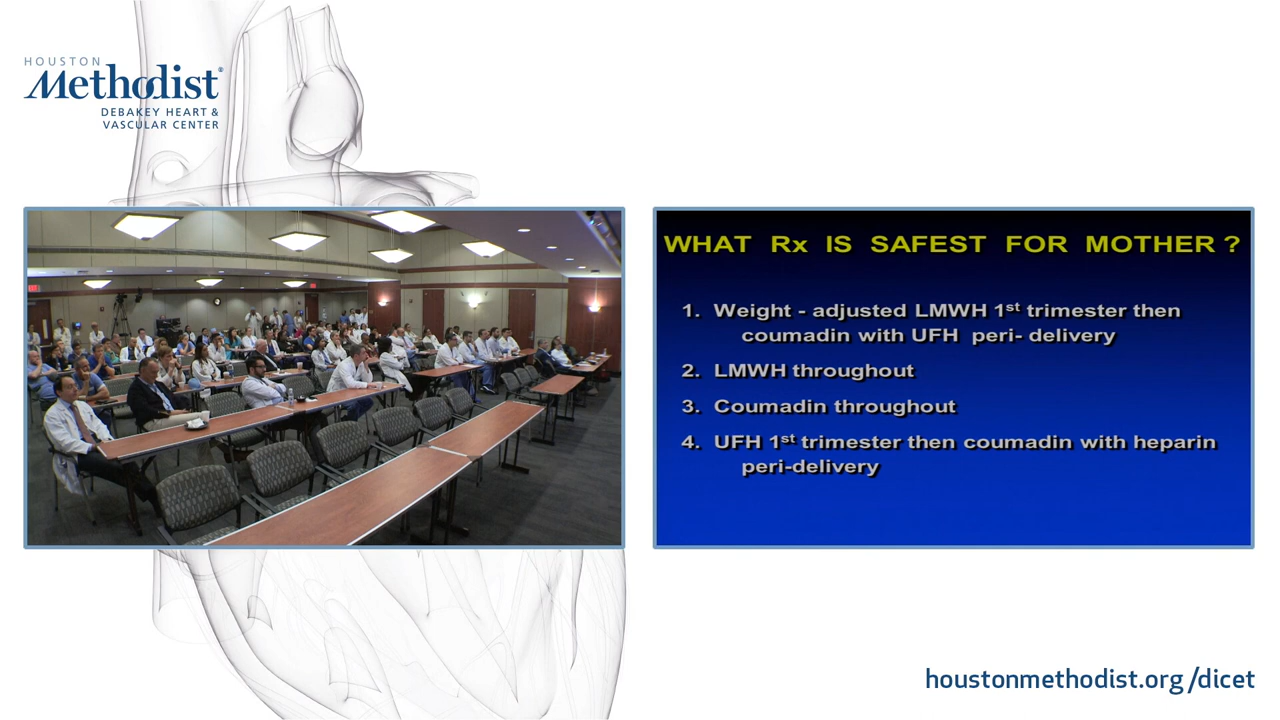 HOUSTON
Methodist®
DEBAKEY HEART &
VASCULAR CENTER
WHAT Rx IS SAFEST FOR MOTHER ?
1. Weight - adjusted LMWH 1st trimester then
coumadin with UFH peri- delivery
2. LMWH throughout
3. Coumadin throughout
4. UFH 1st trimester then coumadin with heparin
peri-delivery
houstonmethodist.org/dicet